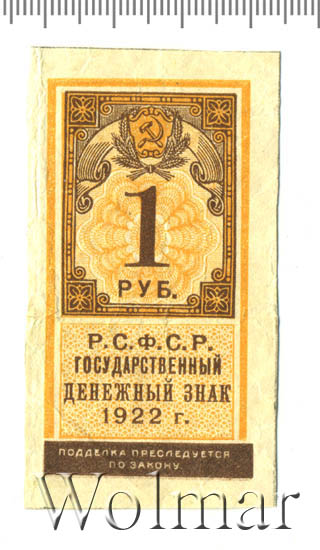 1
РУБ.
Р.С.Ф.С.Р.
ГОСУДАРСТВЕННЫЙ
ДЕНЕЖНЫЙ ЗНАК
1922 г.
ПОДДЕЛКА ПРЕСЛЕДУЕТСЯ
ПО ЗАКОНУ.
Wolmar